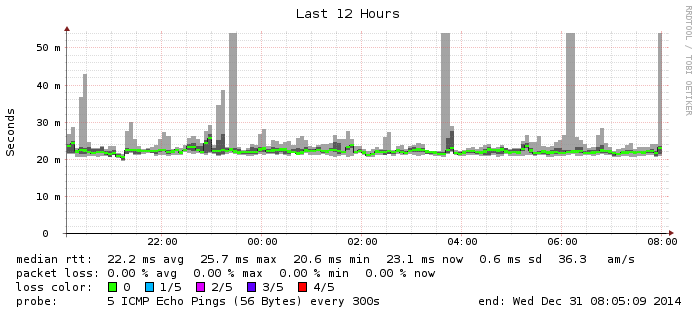 Last 12 Hours
RRDTOOL / TOBI OETIKER
Seconds
50 m
40 m
30 m
20 m
10 m
0
22:00 00:00 02:00 04:00 06:00 08:00
median rtt: 22.2 ms avg 25.7 ms max 20.6 ms min 23.1 ms now 0.6 ms sd 36.3 am/s
packet loss: 0.00 % avg 0.00 % max 0.00 % min 0.00 % now
loss color: 0 1/5 2/5 3/5 4/5
probe: 5 ICMP Echo Pings (56 Bytes) every 300s end: Wed Dec 31 08:05:09 2014